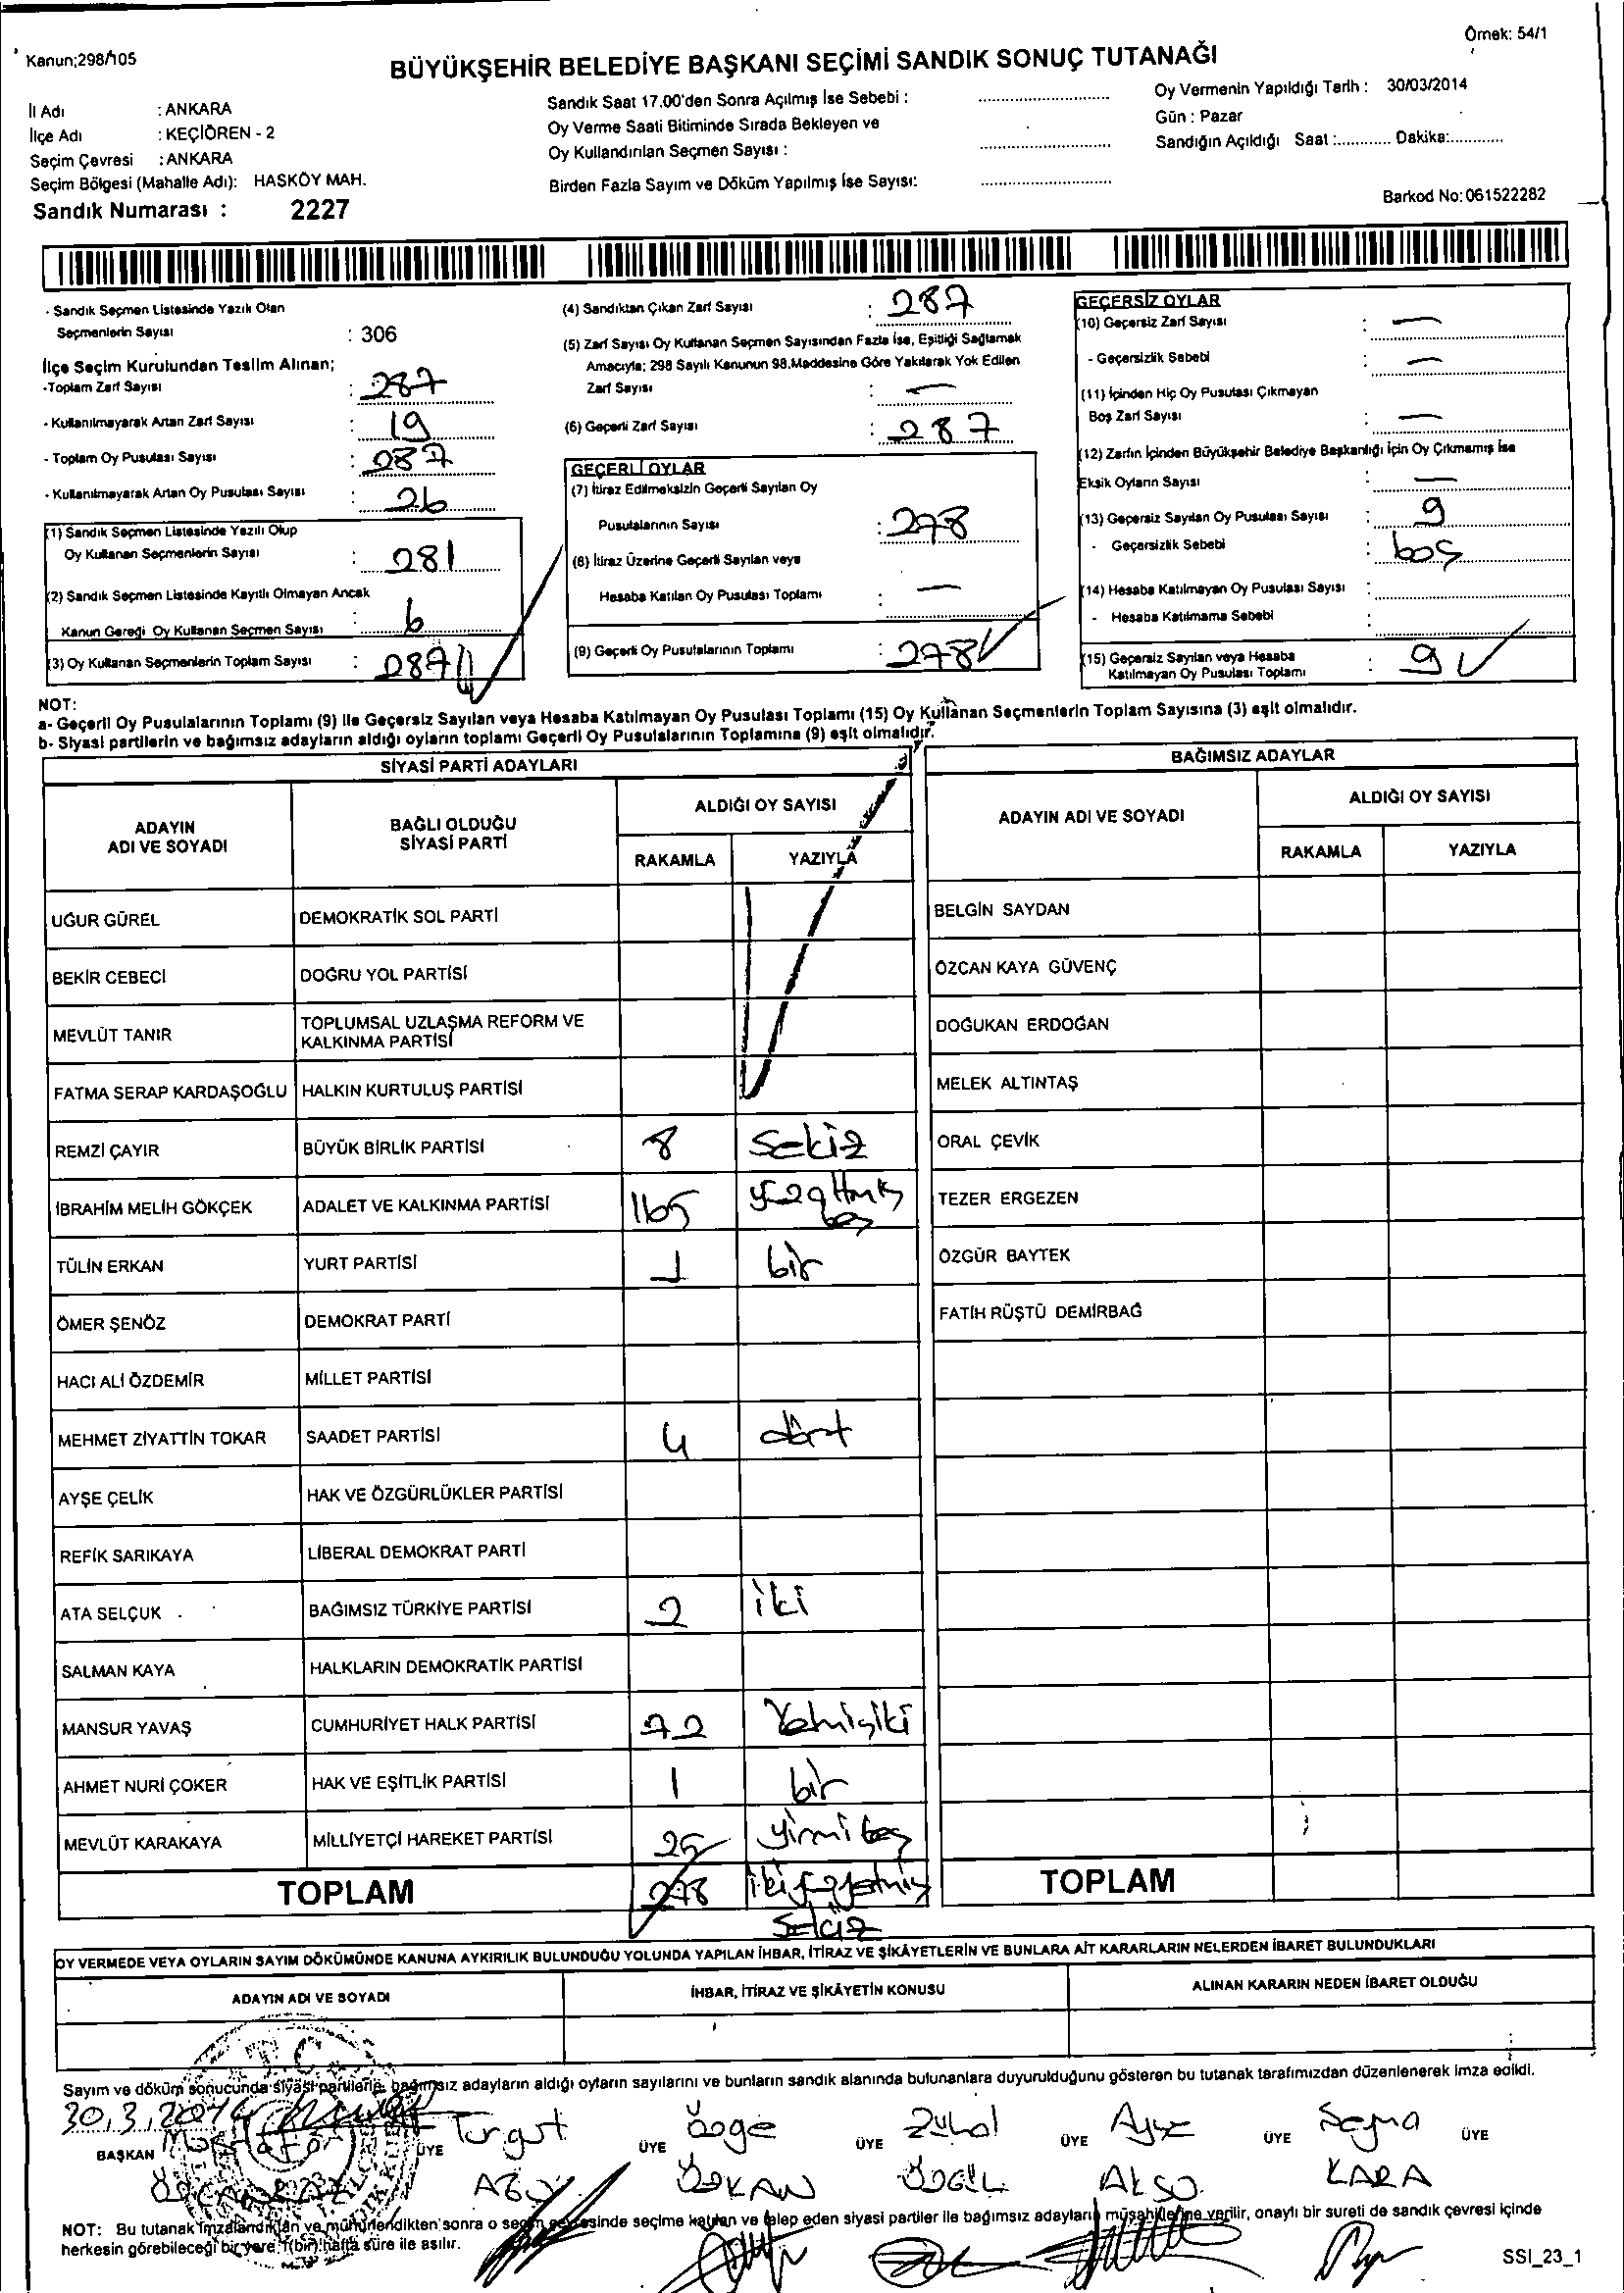 Kanun;298/105
Örnek: 54/1
BÜYÜKŞEHİR BELEDİYE BAŞKANI SEÇİMİ SANDIK SONUÇ TUTANAĞI
İl Adı : ANKARA
İlçe Adı : KEÇİÖREN - 2
Seçim Çevresi : ANKARA
Seçim Bölgesi (Mahalle Adı): HASKÖY MAH.
Sandık Numarası : 2227
Sandık Saat 17.00'den Sonra Açılmış İse Sebebi :
Oy Verme Saati Bitiminde Sırada Bekleyen ve
Oy Kullandırılan Seçmen Sayısı :
Birden Fazla Sayım ve Döküm Yapılmış İse Sayısı:
Oy Vermenin Yapıldığı Tarih : 30/03/2014
Gün : Pazar
Sandığın Açıldığı Saat :............ Dakika:............
Barkod No:061522282
- Sandık Seçmen Listesinde Yazılı Olan
Seçmenlerin Sayısı : 306
İlçe Seçim Kurulundan Teslim Alınan;
-Toplam Zarf Sayısı : 287
- Kullanılmayarak Artan Zarf Sayısı : 19
- Toplam Oy Pusulası Sayısı : 287
- Kullanılmayarak Artan Oy Pusulası Sayısı : 26
(1) Sandık Seçmen Listesinde Yazılı Olup
Oy Kullanan Seçmenlerin Sayısı : 281
(2) Sandık Seçmen Listesinde Kayıtlı Olmayan Ancak
Kanun Gereği Oy Kullanan Seçmen Sayısı : 6
(3) Oy Kullanan Seçmenlerin Toplam Sayısı : 287
(4) Sandıktan Çıkan Zarf Sayısı : 287
(5) Zarf Sayısı Oy Kullanan Seçmen Sayısından Fazla İse, Eşitliği Sağlamak
Amacıyla; 298 Sayılı Kanunun 98.Maddesine Göre Yakılarak Yok Edilen
Zarf Sayısı : —
(6) Geçerli Zarf Sayısı : 287
GEÇERLİ OYLAR
(7) İtiraz Edilmeksizin Geçerli Sayılan Oy
Pusulalarının Sayısı : 278
(8) İtiraz Üzerine Geçerli Sayılan veya
Hesaba Katılan Oy Pusulası Toplamı : —
(9) Geçerli Oy Pusulalarının Toplamı : 278
GEÇERSİZ OYLAR
(10) Geçersiz Zarf Sayısı : —
- Geçersizlik Sebebi : —
(11) İçinden Hiç Oy Pusulası Çıkmayan
Boş Zarf Sayısı : —
(12) Zarfın İçinden Büyükşehir Belediye Başkanlığı İçin Oy Çıkmamış İse
Eksik Oyların Sayısı : —
(13) Geçersiz Sayılan Oy Pusulası Sayısı : 9
- Geçersizlik Sebebi : boş
(14) Hesaba Katılmayan Oy Pusulası Sayısı :
- Hesaba Katılmama Sebebi :
(15) Geçersiz Sayılan veya Hesaba
Katılmayan Oy Pusulası Toplamı : 9
NOT:
a- Geçerli Oy Pusulalarının Toplamı (9) ile Geçersiz Sayılan veya Hesaba Katılmayan Oy Pusulası Toplamı (15) Oy Kullanan Seçmenlerin Toplam Sayısına (3) eşit olmalıdır.
b- Siyasi partilerin ve bağımsız adayların aldığı oyların toplamı Geçerli Oy Pusulalarının Toplamına (9) eşit olmalıdır.
SİYASİ PARTİ ADAYLARI
ADAYIN ADI VE SOYADI
BAĞLI OLDUĞU SİYASİ PARTİ
ALDIĞI OY SAYISI
RAKAMLA YAZIYLA
UĞUR GÜREL DEMOKRATİK SOL PARTİ
BEKİR CEBECİ DOĞRU YOL PARTİSİ
MEVLÜT TANIR TOPLUMSAL UZLAŞMA REFORM VE KALKINMA PARTİSİ
FATMA SERAP KARDAŞOĞLU HALKIN KURTULUŞ PARTİSİ
REMZİ ÇAYIR BÜYÜK BİRLİK PARTİSİ 8 Sekiz
İBRAHİM MELİH GÖKÇEK ADALET VE KALKINMA PARTİSİ 165 yüzaltmış beş
TÜLİN ERKAN YURT PARTİSİ 1 bir
ÖMER ŞENÖZ DEMOKRAT PARTİ
HACI ALİ ÖZDEMİR MİLLET PARTİSİ
MEHMET ZİYATTİN TOKAR SAADET PARTİSİ 4 dört
AYŞE ÇELİK HAK VE ÖZGÜRLÜKLER PARTİSİ
REFİK SARIKAYA LİBERAL DEMOKRAT PARTİ
ATA SELÇUK BAĞIMSIZ TÜRKİYE PARTİSİ 2 iki
SALMAN KAYA HALKLARIN DEMOKRATİK PARTİSİ
MANSUR YAVAŞ CUMHURİYET HALK PARTİSİ 72 Yetmişiki
AHMET NURİ ÇOKER HAK VE EŞİTLİK PARTİSİ 1 bir
MEVLÜT KARAKAYA MİLLİYETÇİ HAREKET PARTİSİ 25 yirmi beş
TOPLAM 278 ikiyüzyetmiş Sekiz
BAĞIMSIZ ADAYLAR
ADAYIN ADI VE SOYADI
ALDIĞI OY SAYISI
RAKAMLA YAZIYLA
BELGİN SAYDAN
ÖZCAN KAYA GÜVENÇ
DOĞUKAN ERDOĞAN
MELEK ALTINTAŞ
ORAL ÇEVİK
TEZER ERGEZEN
ÖZGÜR BAYTEK
FATİH RÜŞTÜ DEMİRBAĞ
TOPLAM
OY VERMEDE VEYA OYLARIN SAYIM DÖKÜMÜNDE KANUNA AYKIRILIK BULUNDUĞU YOLUNDA YAPILAN İHBAR, İTİRAZ VE ŞİKÂYETLERİN VE BUNLARA AİT KARARLARIN NELERDEN İBARET BULUNDUKLARI
ADAYIN ADI VE SOYADI
İHBAR, İTİRAZ VE ŞİKÂYETİN KONUSU
ALINAN KARARIN NEDEN İBARET OLDUĞU
Sayım ve döküm sonucunda siyasi partilerle, bağımsız adayların aldığı oyların sayılarını ve bunların sandık alanında bulunanlara duyurulduğunu gösteren bu tutanak tarafımızdan düzenlenerek imza edildi.
30.3.2014
BAŞKAN
ÜYE Turgut
ÜYE Özge ÖZKAN
ÜYE Zühal
ÜYE Ayşe AKSU
ÜYE Seyma KARA
ÜYE
NOT: Bu tutanak imzalandıktan ve mühürlendikten sonra o seçim çevresinde seçime katılan ve talep eden siyasi partiler ile bağımsız adayların müşahitlerine verilir, onaylı bir sureti de sandık çevresi içinde
herkesin görebileceği bir yere 1(bir) hafta süre ile asılır.
SSI_23_1